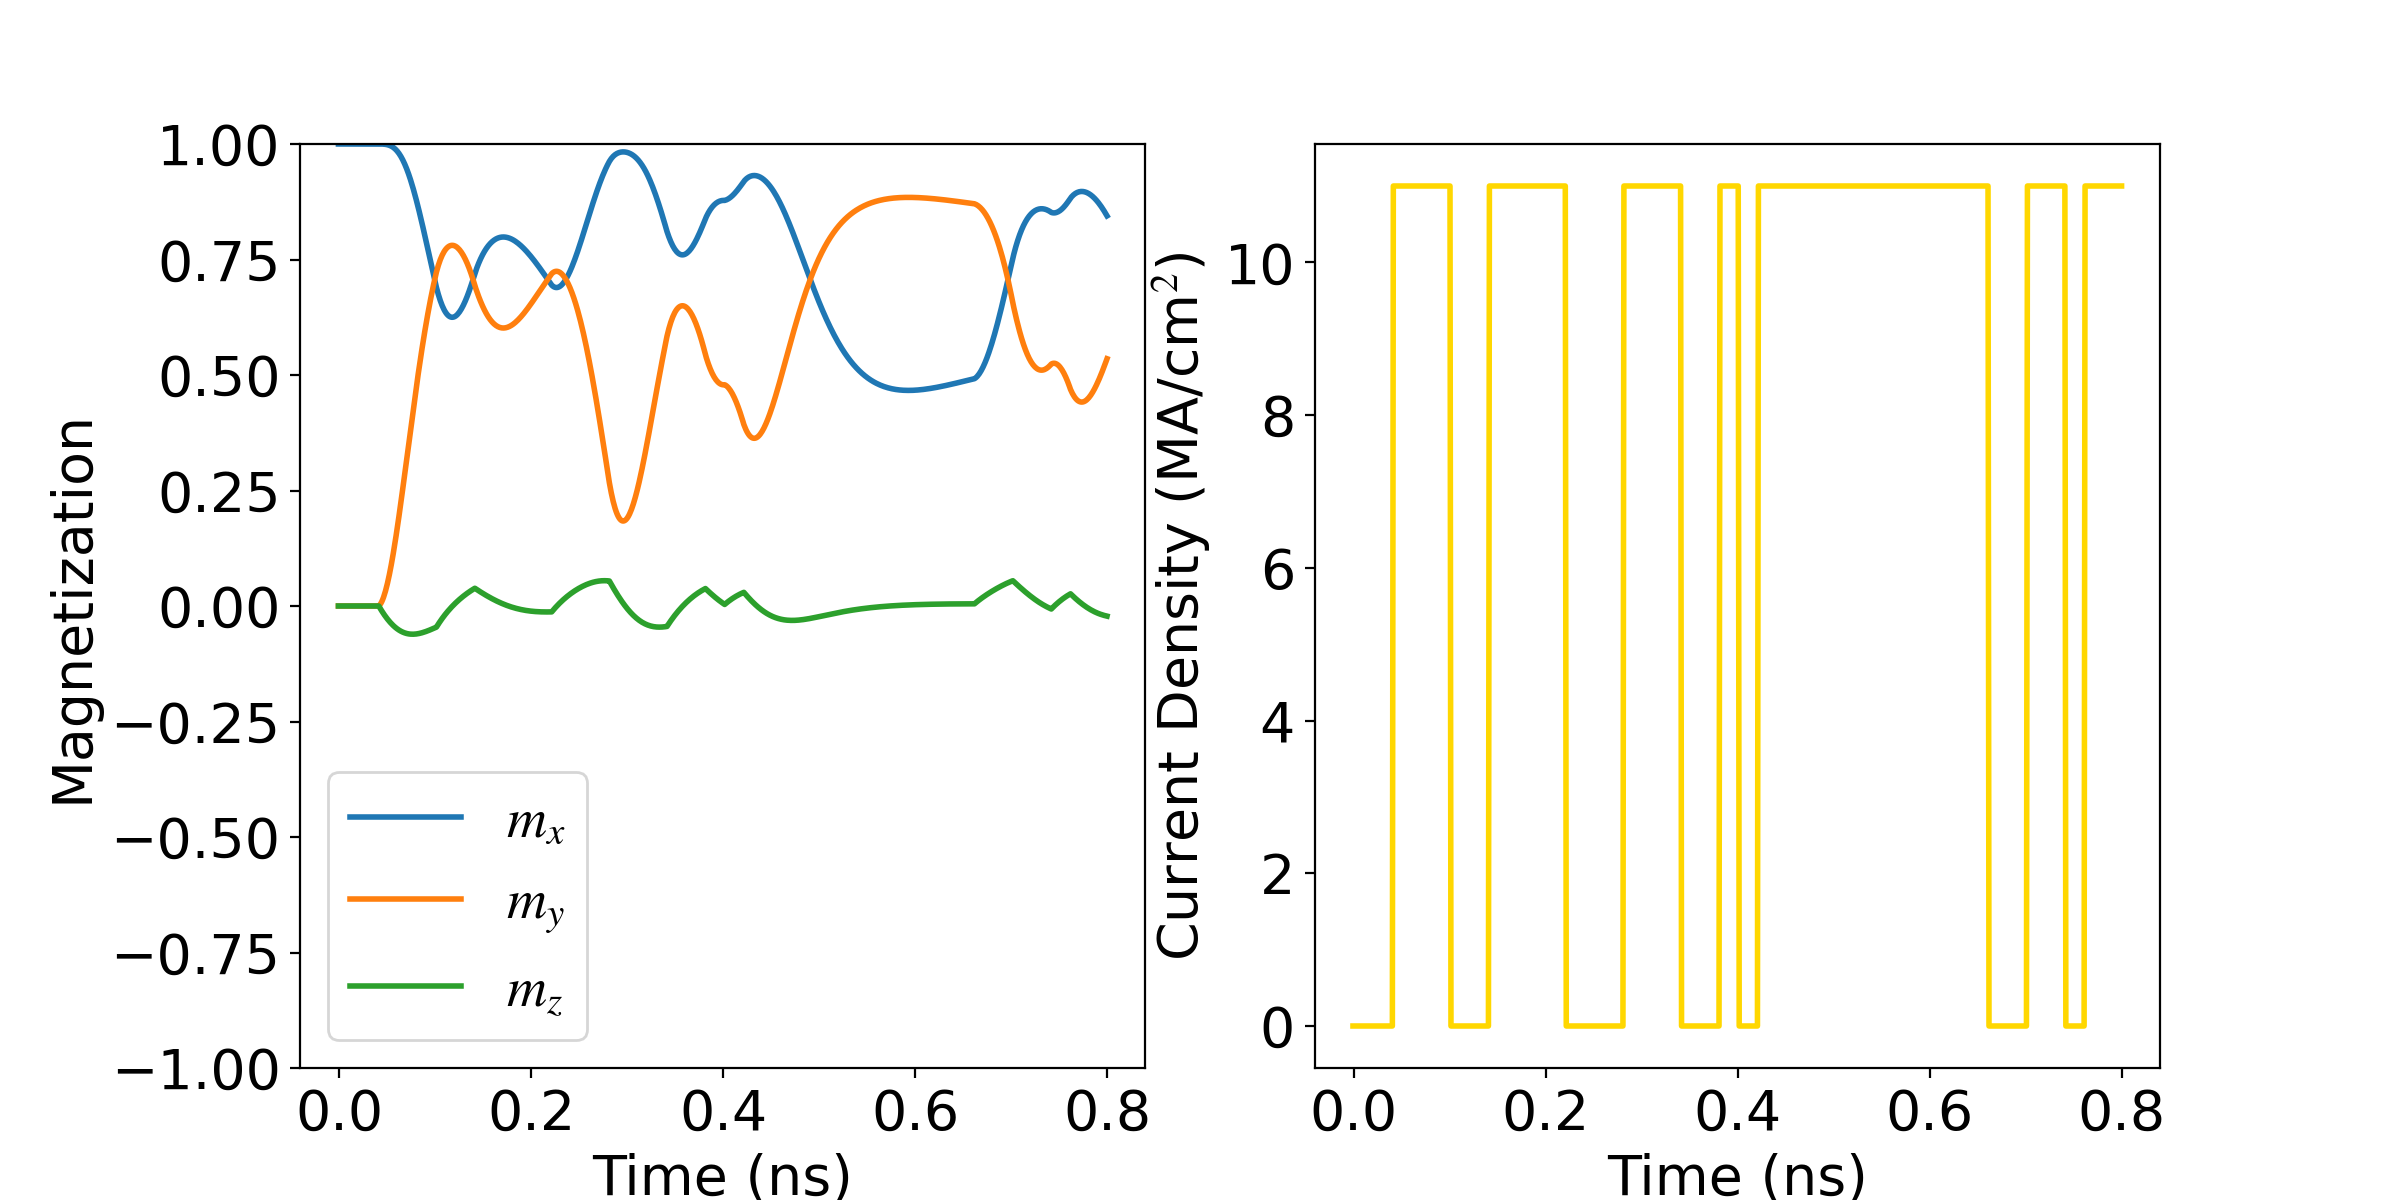 Magnetization
1.00
0.75
0.50
0.25
0.00
−0.25
−0.50
−0.75
−1.00
0.0 0.2 0.4 0.6 0.8
Time (ns)
m_x
m_y
m_z
Current Density (MA/cm²)
10
8
6
4
2
0
0.0 0.2 0.4 0.6 0.8
Time (ns)